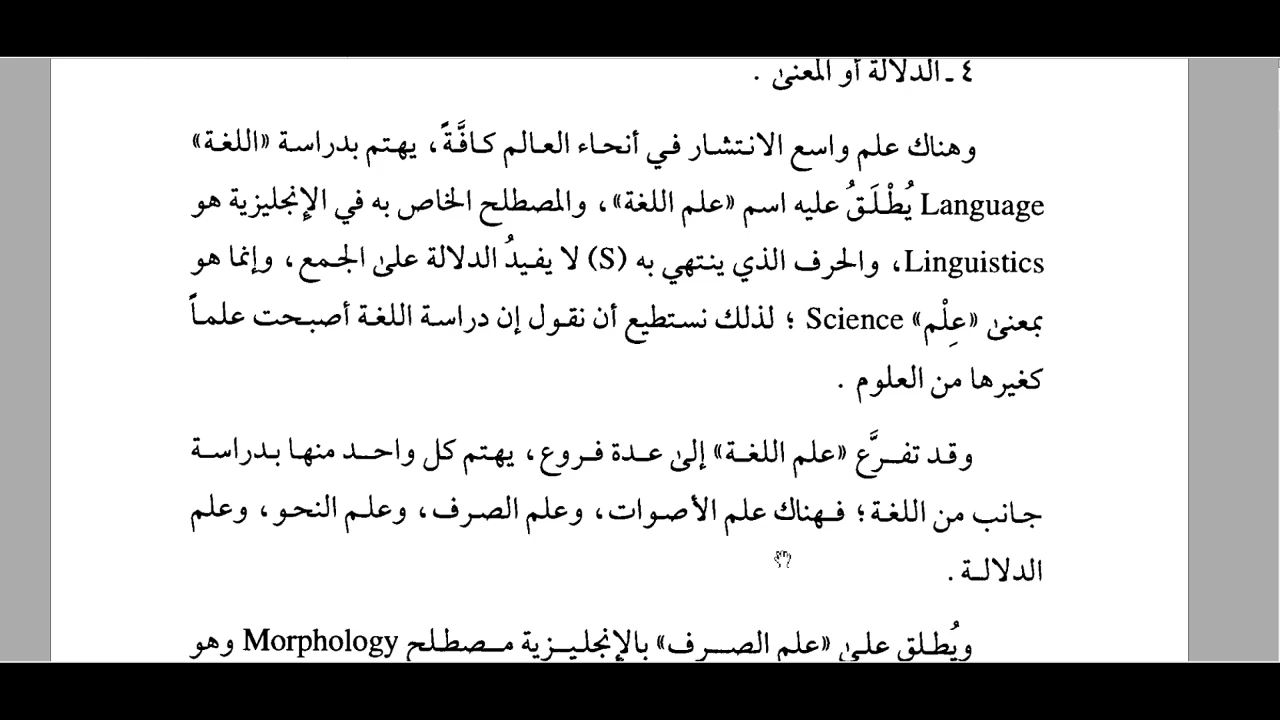 ٤ ـ الدلالة أو المعنىٰ .
وهناك علم واسع الانتشار في أنحاء العالم كافَّةً، يهتم بدراسة «اللغة»
Language يُطْلَقُ عليه اسم «علم اللغة»، والمصطلح الخاص به في الإنجليزية هو
Linguistics، والحرف الذي ينتهي به (S) لا يفيدُ الدلالة علىٰ الجمع، وإنما هو
بمعنىٰ «عِلْم» Science ؛ لذلك نستطيع أن نقول إن دراسة اللغة أصبحت علماً
كغيرها من العلوم .
وقد تفرَّع «علم اللغة» إلىٰ عدة فروع، يهتم كل واحد منها بدراسة
جانب من اللغة؛ فهناك علم الأصوات، وعلم الصرف، وعلم النحو، وعلم
الدلالة .
ويُطلق علىٰ «علم الصرف» بالإنجليزية مصطلح Morphology وهو